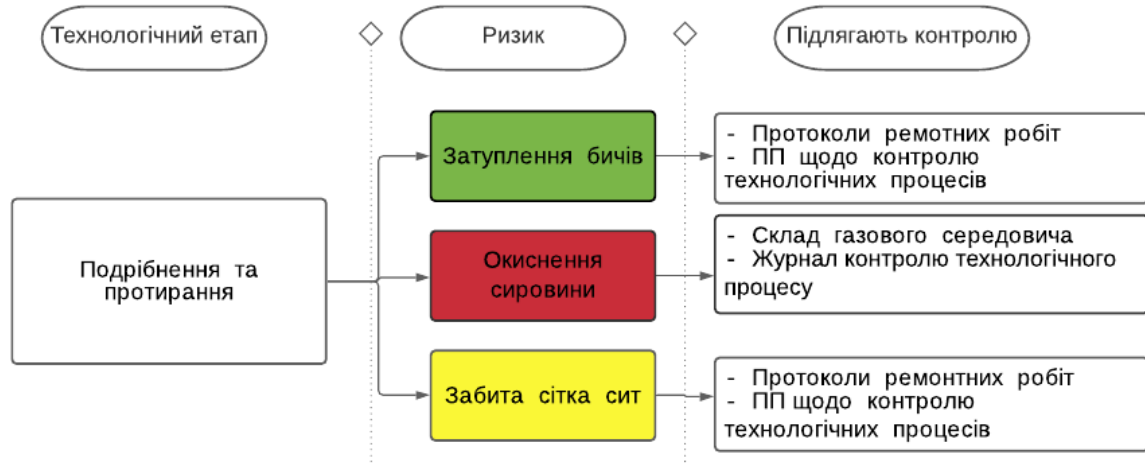 Технологічний етап
Ризик
Підлягають контролю
Подрібнення та
протирання
Затуплення бичів
- Протоколи ремотних робіт
- ПП щодо контролю
технологічних процесів
Окиснення
сировини
- Склад газового середовича
- Журнал контролю технологічного
процесу
Забита сітка сит
- Протоколи ремонтних робіт
- ПП щодо контролю
технологічних процесів